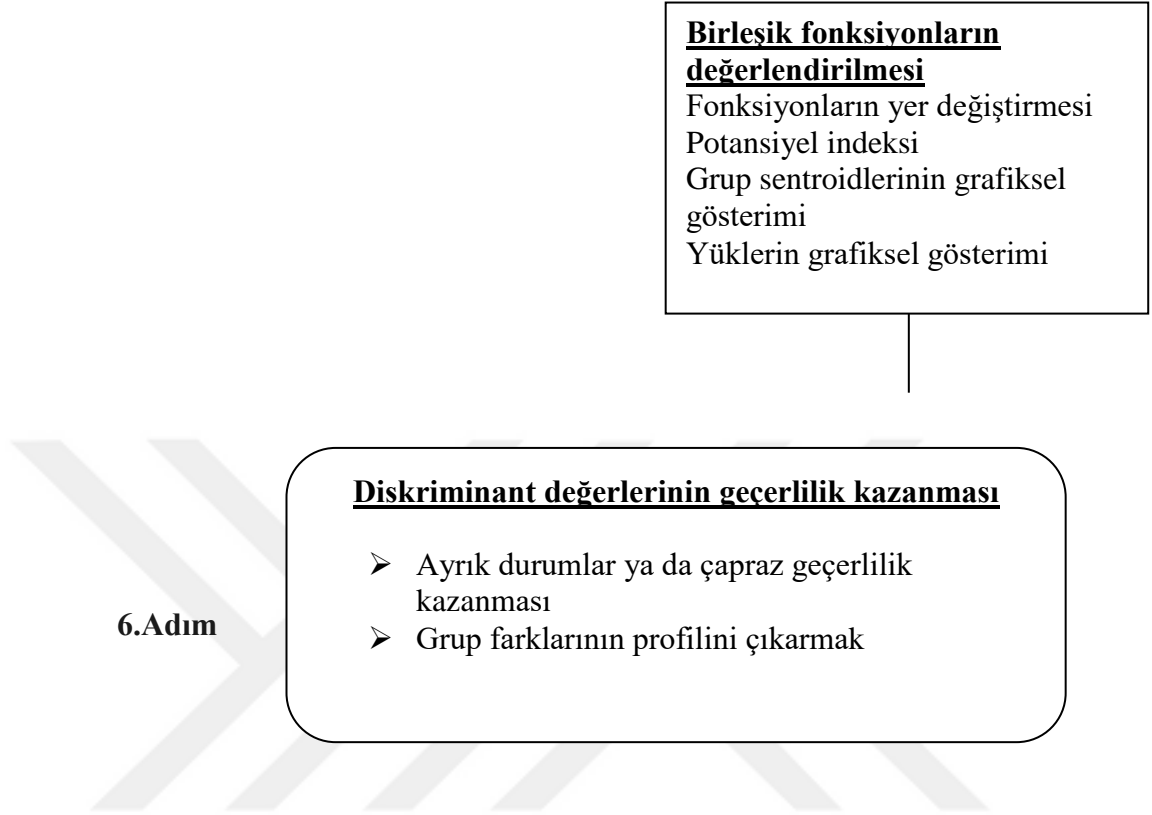 Birleşik fonksiyonların
değerlendirilmesi
Fonksiyonların yer değiştirmesi
Potansiyel indeksi
Grup sentroidlerinin grafiksel
gösterimi
Yüklerin grafiksel gösterimi
Diskriminant değerlerinin geçerlilik kazanması
➢ Ayrık durumlar ya da çapraz geçerlilik
kazanması
6.Adım
➢ Grup farklarının profilini çıkarmak